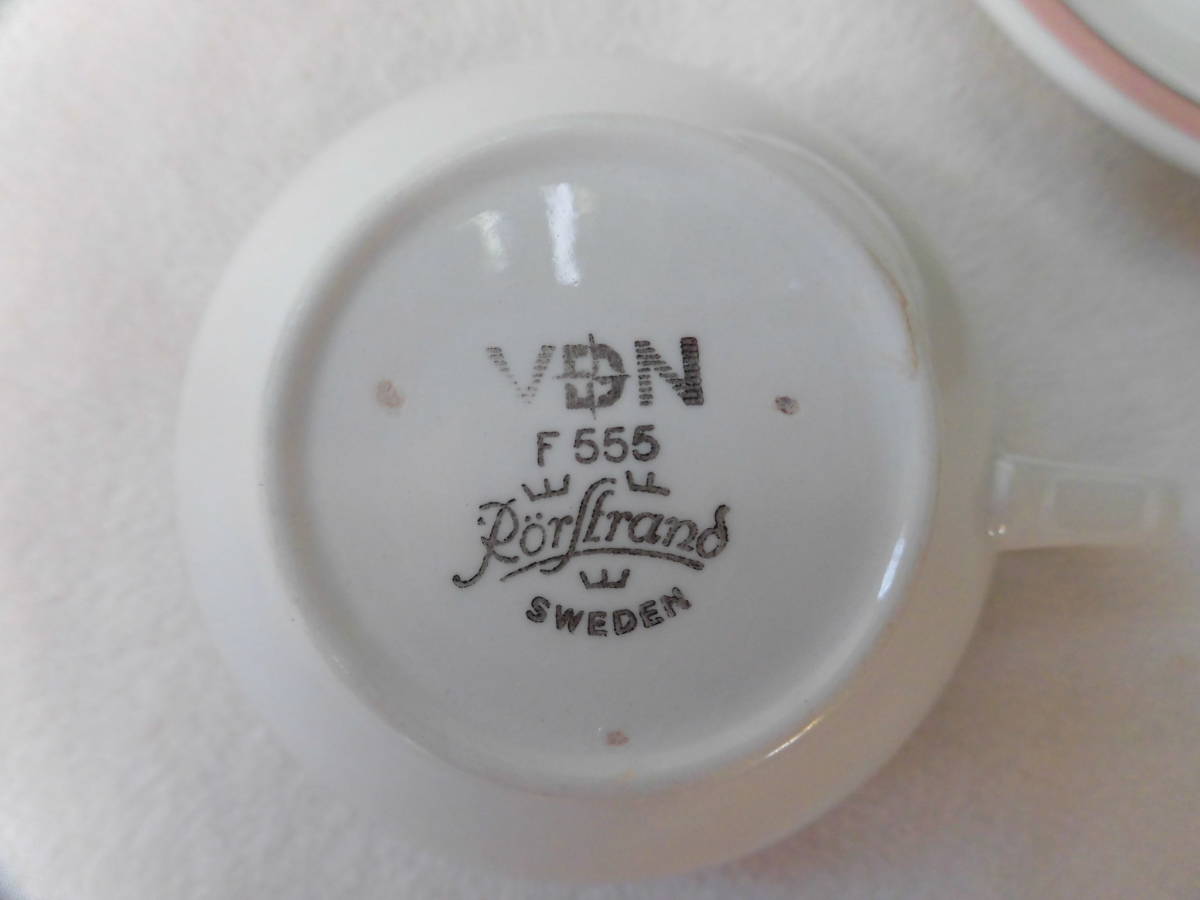 VDN
F 555
Rörstrand
SWEDEN